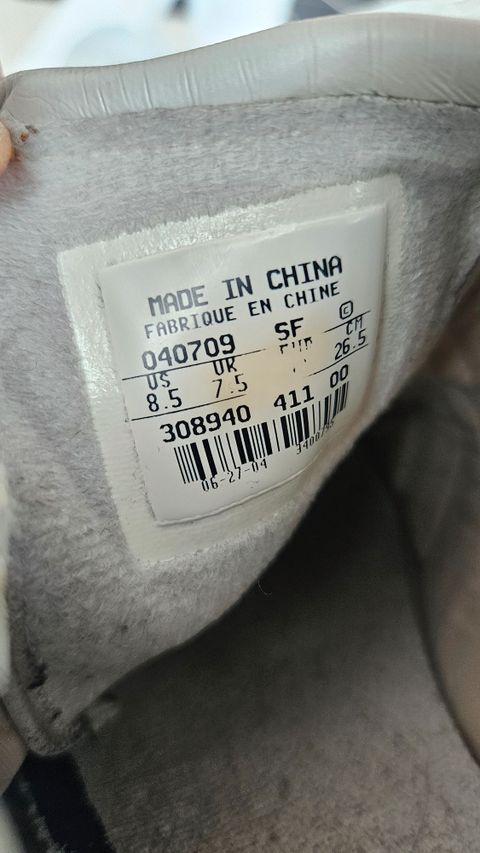 MADE IN CHINA
FABRIQUE EN CHINE
040709 SF ©
US UK CM
8.5 7.5 26.5
308940 411 00
06-27-04